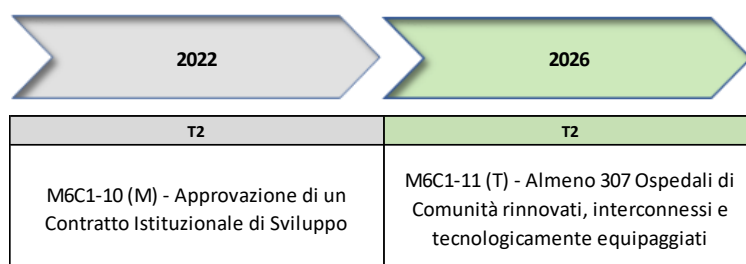 2022
2026
T2
T2
M6C1-10 (M) - Approvazione di un
Contratto Istituzionale di Sviluppo
M6C1-11 (T) - Almeno 307 Ospedali di
Comunità rinnovati, interconnessi e
tecnologicamente equipaggiati